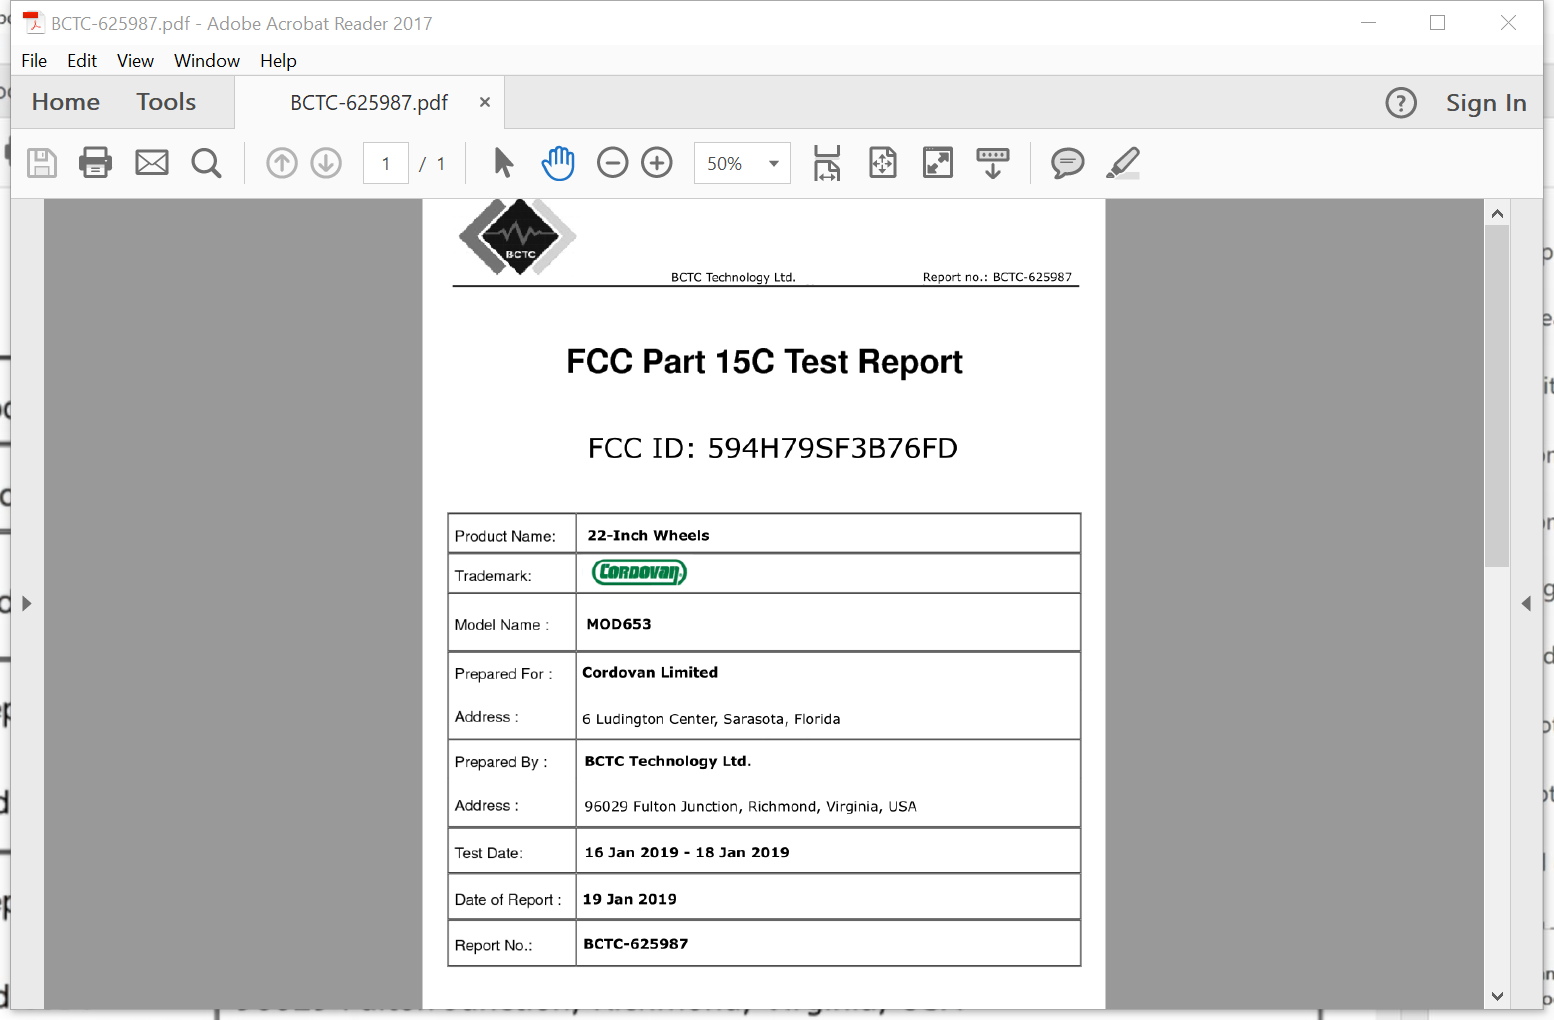 BCTC-625987.pdf - Adobe Acrobat Reader 2017
File Edit View Window Help
Home Tools BCTC-625987.pdf × ? Sign In
1 / 1 50%
BCTC
BCTC Technology Ltd. Report no.: BCTC-625987
FCC Part 15C Test Report
FCC ID: 594H79SF3B76FD
Product Name: 22-Inch Wheels
Trademark: CORDOVAN
Model Name : MOD653
Prepared For : Cordovan Limited
Address : 6 Ludington Center, Sarasota, Florida
Prepared By : BCTC Technology Ltd.
Address : 96029 Fulton Junction, Richmond, Virginia, USA
Test Date: 16 Jan 2019 - 18 Jan 2019
Date of Report : 19 Jan 2019
Report No.: BCTC-625987